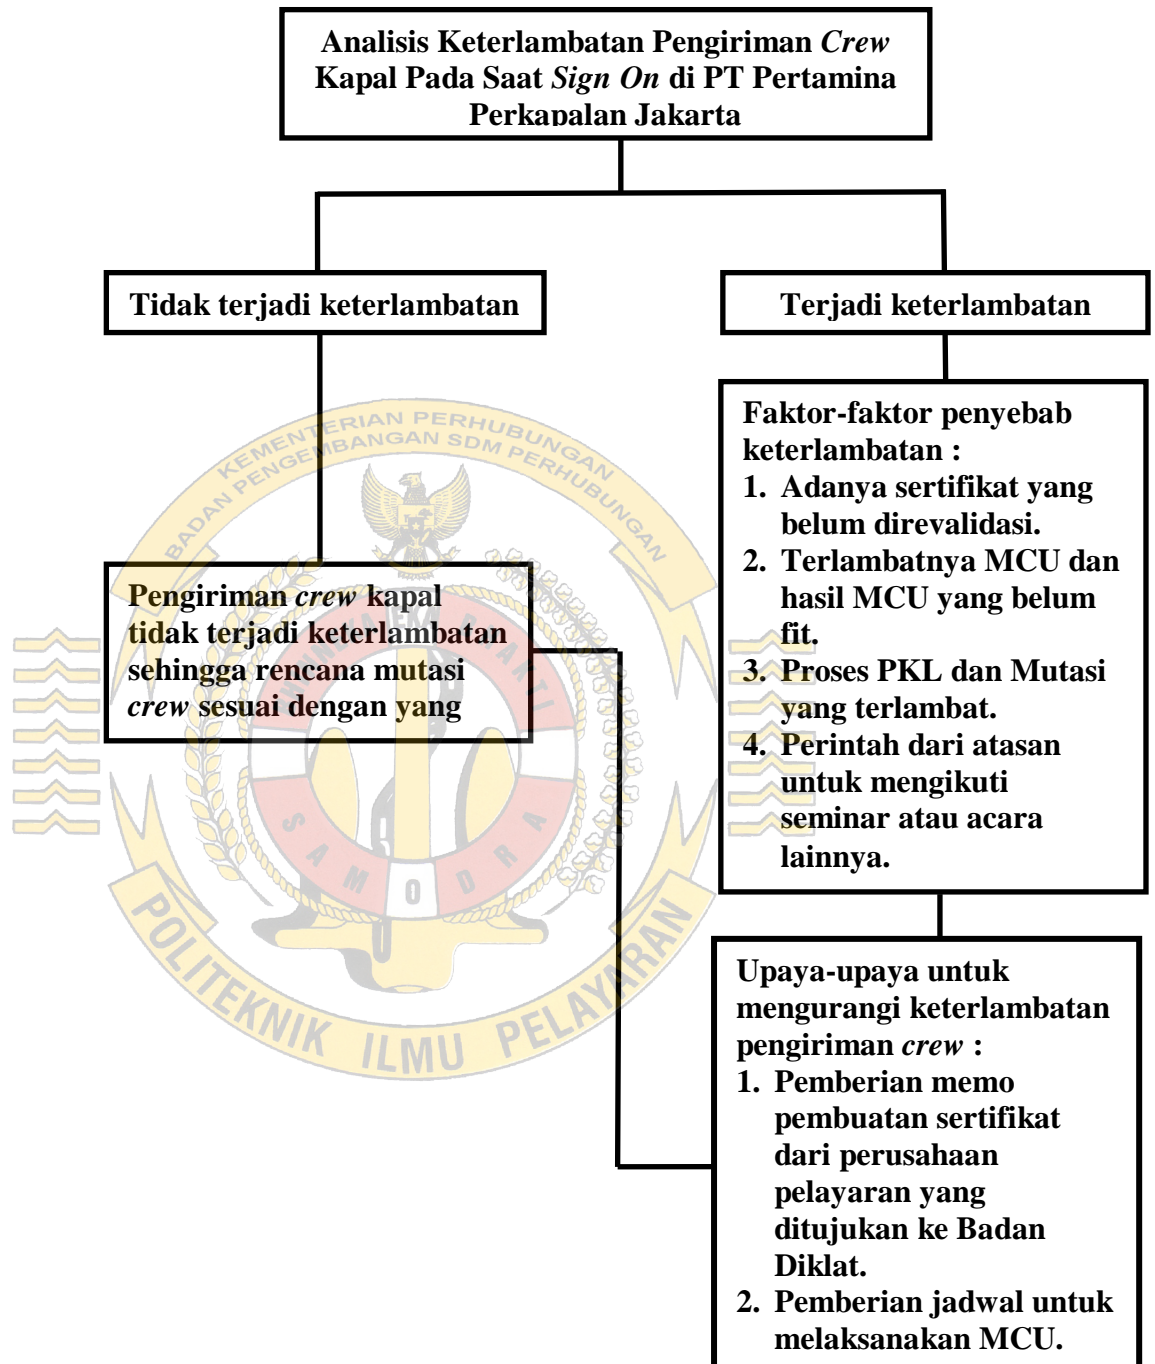 Analisis Keterlambatan Pengiriman Crew
Kapal Pada Saat Sign On di PT Pertamina
Perkapalan Jakarta
Tidak terjadi keterlambatan
Terjadi keterlambatan
Pengiriman crew kapal
tidak terjadi keterlambatan
sehingga rencana mutasi
crew sesuai dengan yang
Faktor-faktor penyebab
keterlambatan :
1. Adanya sertifikat yang
belum direvalidasi.
2. Terlambatnya MCU dan
hasil MCU yang belum
fit.
3. Proses PKL dan Mutasi
yang terlambat.
4. Perintah dari atasan
untuk mengikuti
seminar atau acara
lainnya.
Upaya-upaya untuk
mengurangi keterlambatan
pengiriman crew :
1. Pemberian memo
pembuatan sertifikat
dari perusahaan
pelayaran yang
ditujukan ke Badan
Diklat.
2. Pemberian jadwal untuk
melaksanakan MCU.
KEMENTERIAN PERHUBUNGAN
BADAN PENGEMBANGAN SDM PERHUBUNGAN
BHAKTI
SAMODRA
POLITEKNIK ILMU PELAYARAN